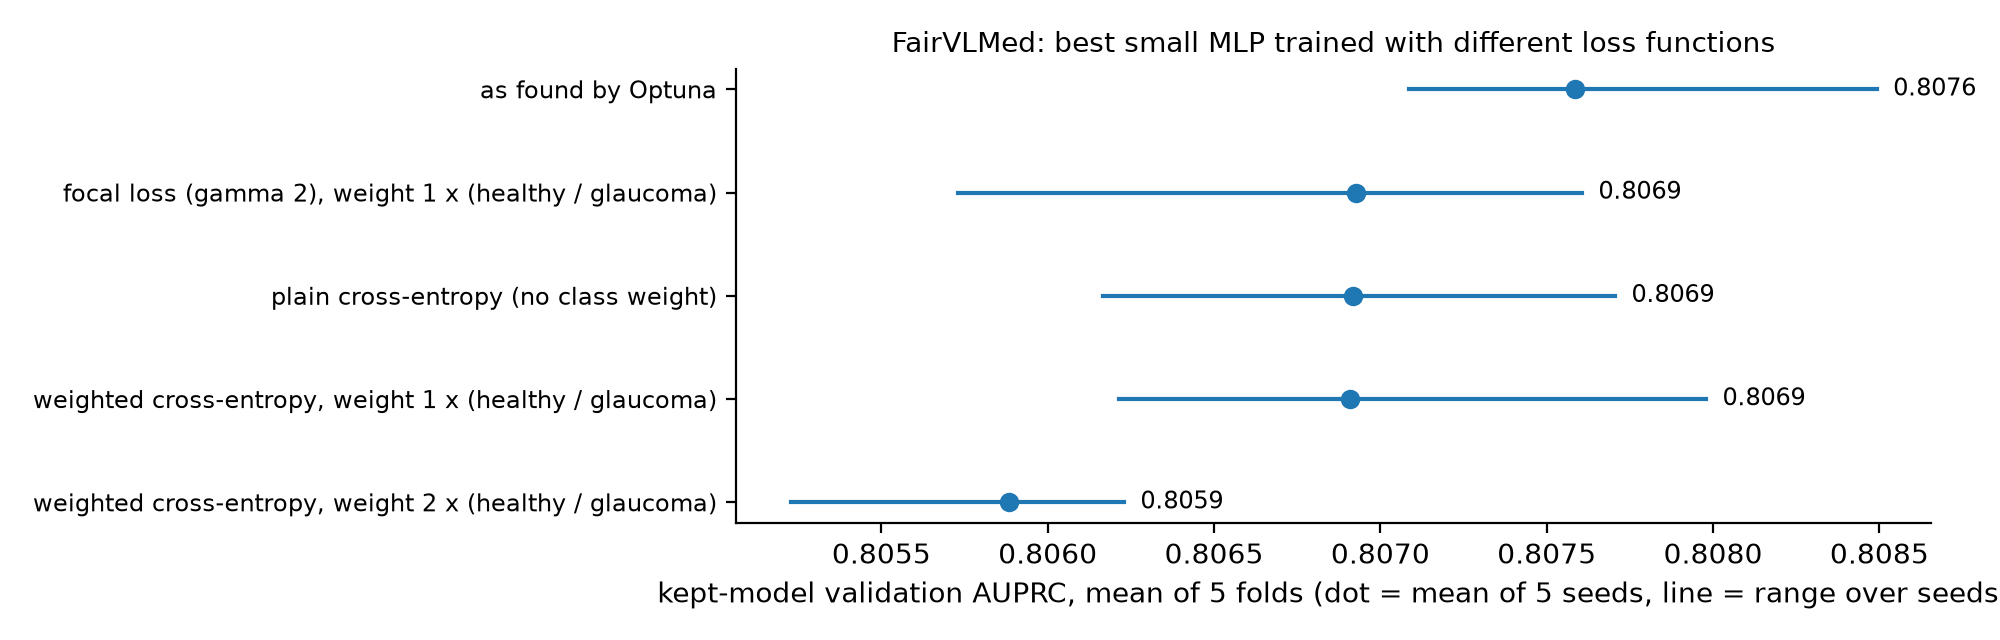 FairVLMed: best small MLP trained with different loss functions
as found by Optuna
0.8076
focal loss (gamma 2), weight 1 x (healthy / glaucoma)
0.8069
plain cross-entropy (no class weight)
0.8069
weighted cross-entropy, weight 1 x (healthy / glaucoma)
0.8069
weighted cross-entropy, weight 2 x (healthy / glaucoma)
0.8059
0.8055 0.8060 0.8065 0.8070 0.8075 0.8080 0.8085
kept-model validation AUPRC, mean of 5 folds (dot = mean of 5 seeds, line = range over seeds